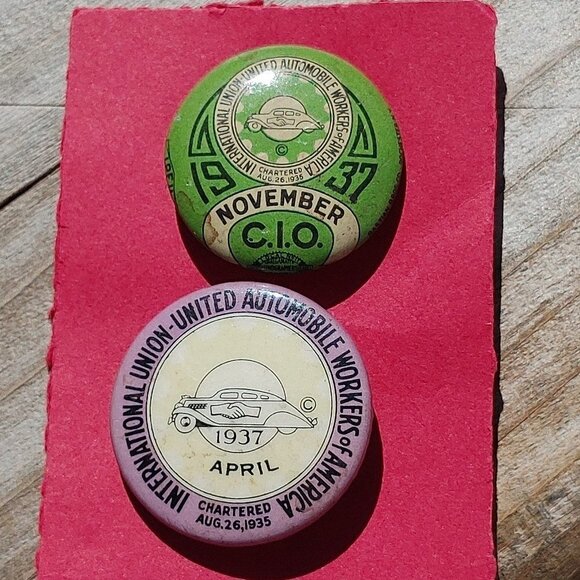 INTERNATIONAL UNION-UNITED AUTOMOBILE WORKERS of AMERICA
©
CHARTERED
AUG. 26, 1935
19 37
NOVEMBER
C.I.O.
INTERNATIONAL UNION-UNITED AUTOMOBILE WORKERS of AMERICA
©
1937
APRIL
CHARTERED
AUG. 26, 1935